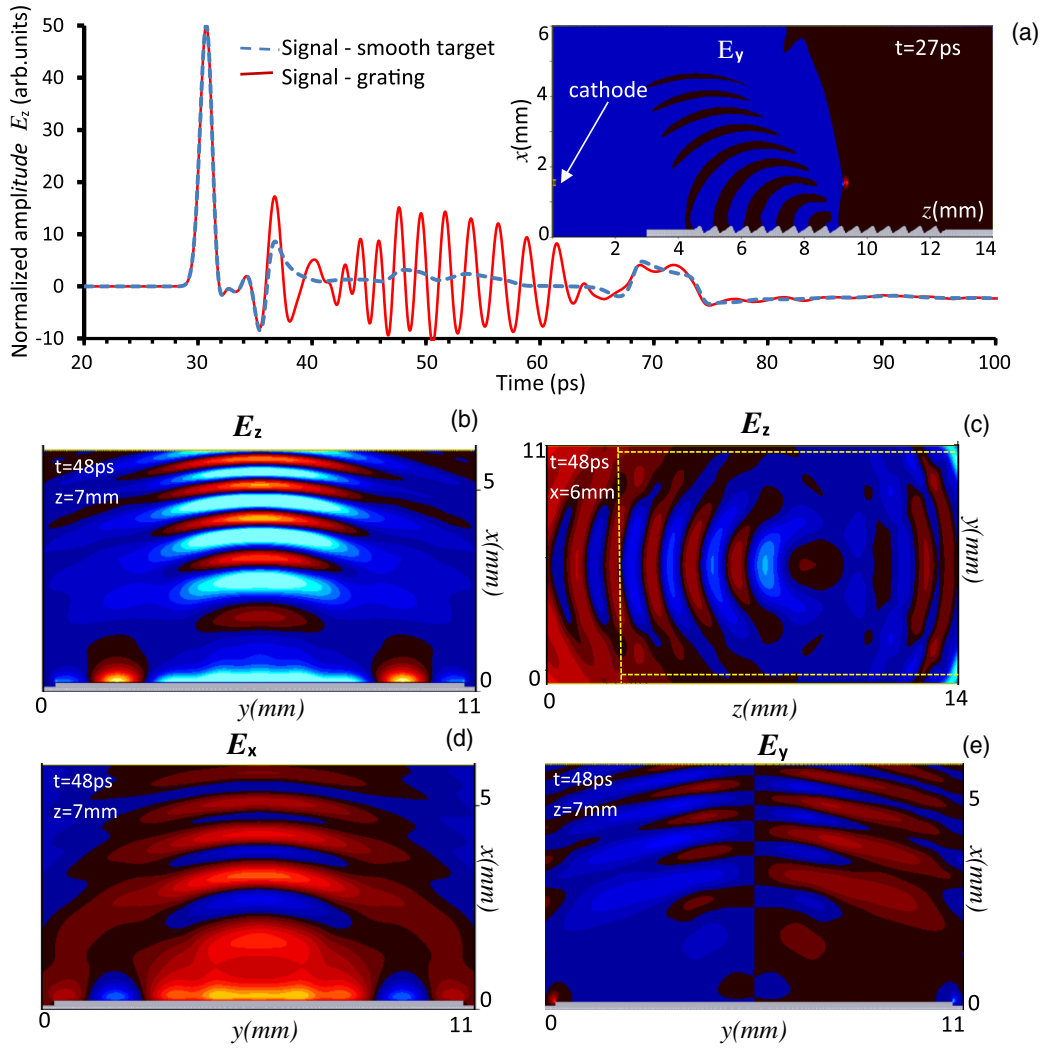 (a)
Normalized amplitude E_z (arb.units)
50
40
30
20
10
0
-10
Signal - smooth target
Signal - grating
20
30
40
50
60
70
80
90
100
Time (ps)
E_y
t=27ps
cathode
x(mm)
6
4
2
0
z(mm)
2
4
6
8
10
12
14
E_z
(b)
t=48ps
z=7mm
5
x(mm)
0
0
y(mm)
11
E_z
(c)
11
t=48ps
x=6mm
y(mm)
0
0
z(mm)
14
E_x
(d)
t=48ps
z=7mm
5
x(mm)
0
0
y(mm)
11
E_y
(e)
t=48ps
z=7mm
5
x(mm)
0
0
y(mm)
11